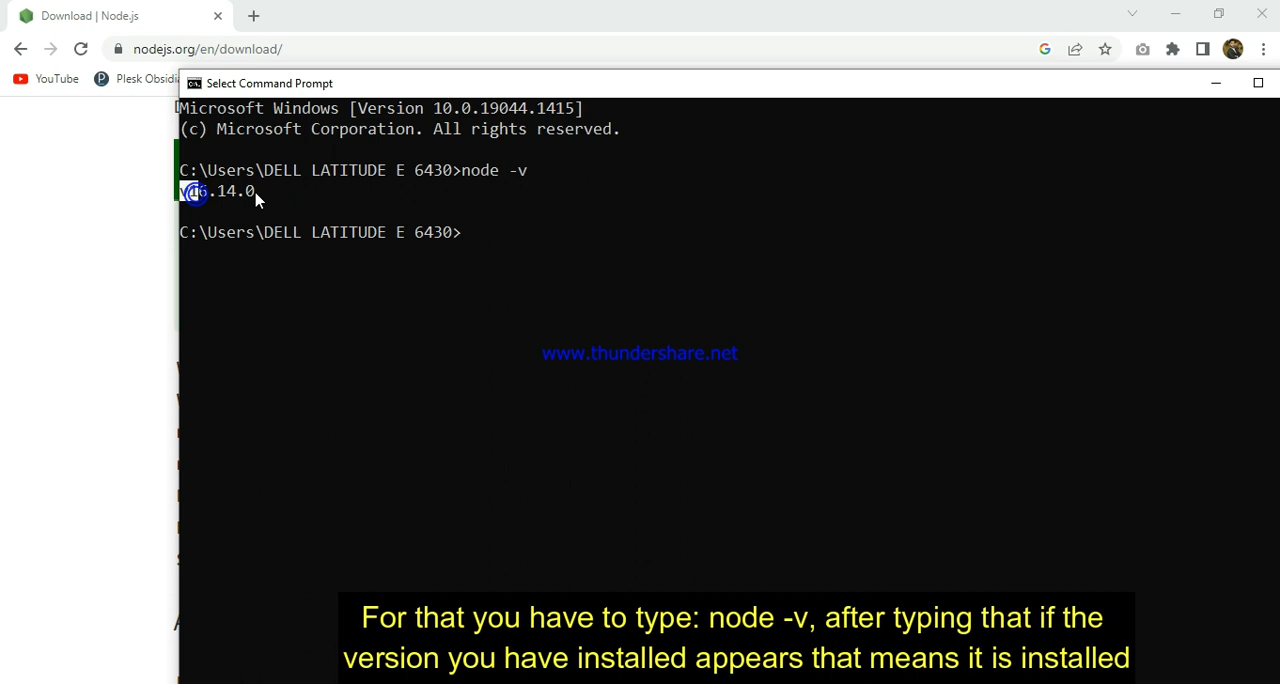 Download | Node.js
nodejs.org/en/download/
YouTube
Plesk Obsidi
Select Command Prompt
Microsoft Windows [Version 10.0.19044.1415]
(c) Microsoft Corporation. All rights reserved.
C:\Users\DELL LATITUDE E 6430>node -v
v16.14.0
C:\Users\DELL LATITUDE E 6430>
www.thundershare.net
For that you have to type: node -v, after typing that if the
version you have installed appears that means it is installed